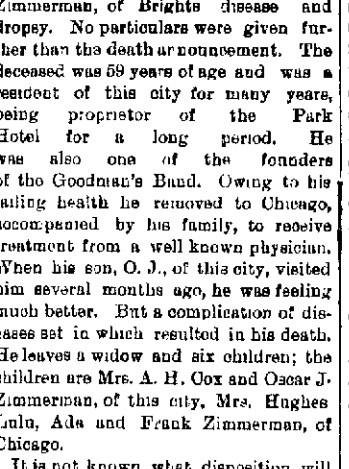 Zimmerman, of Brights disease and
dropsy. No particulars were given fur-
ther than the death announcement. The
deceased was 59 years of age and was a
resident of this city for many years,
being proprietor of the Park
Hotel for a long period. He
was also one of the founders
of the Goodman's Band. Owing to his
failing health he removed to Chicago,
accompanied by his family, to receive
treatment from a well known physician.
When his son, O. J., of this city, visited
him several months ago, he was feeling
much better. But a complication of dis-
eases set in which resulted in his death.
He leaves a widow and six children; the
children are Mrs. A. H. Cox and Oscar J.
Zimmerman, of this city, Mrs. Hughes
Lulu, Ada and Frank Zimmerman, of
Chicago.
It is not known what disposition will